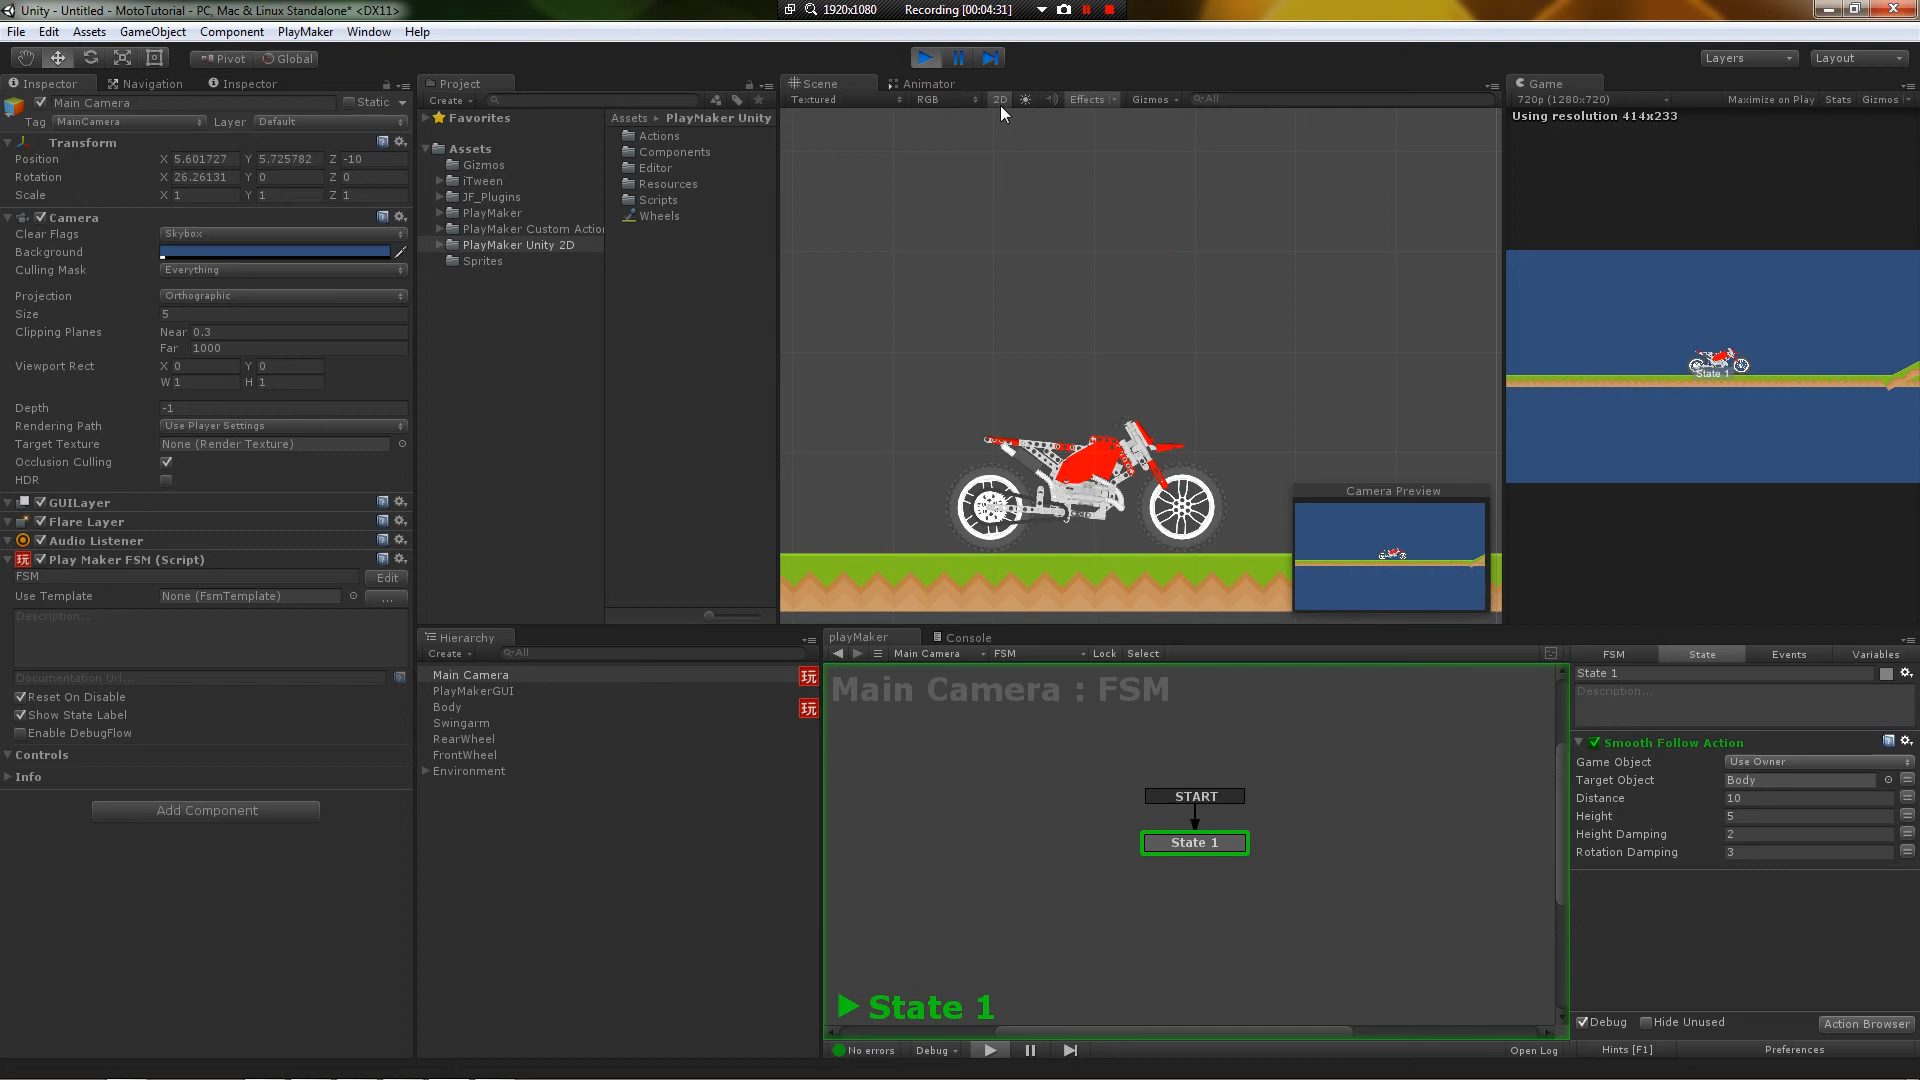 Unity - Untitled - MotoTutorial - PC, Mac & Linux Standalone* <DX11>
1920x1080
Recording [00:04:31]
File Edit Assets GameObject Component PlayMaker Window Help
Pivot Global
Layers Layout
Inspector Navigation Inspector
Main Camera Static
Tag MainCamera Layer Default
Transform
Position X 5.601727 Y 5.725782 Z -10
Rotation X 26.26131 Y 0 Z 0
Scale X 1 Y 1 Z 1
Camera
Clear Flags Skybox
Background
Culling Mask Everything
Projection Orthographic
Size 5
Clipping Planes Near 0.3
Far 1000
Viewport Rect X 0 Y 0
W 1 H 1
Depth -1
Rendering Path Use Player Settings
Target Texture None (Render Texture)
Occlusion Culling
HDR
GUILayer
Flare Layer
Audio Listener
玩 Play Maker FSM (Script)
FSM Edit
Use Template None (FsmTemplate) ...
Description...
Documentation Url...
Reset On Disable
Show State Label
Enable DebugFlow
Controls
Info
Add Component
Project
Create
Favorites
Assets
Gizmos
iTween
JF_Plugins
PlayMaker
PlayMaker Custom Actior
PlayMaker Unity 2D
Sprites
Assets ▸ PlayMaker Unity
Actions
Components
Editor
Resources
Scripts
Wheels
Scene Animator
Textured RGB 2D Effects Gizmos All
Camera Preview
Game
720p (1280x720) Maximize on Play Stats Gizmos
Using resolution 414x233
State 1
Hierarchy
Create All
Main Camera 玩
PlayMakerGUI
Body 玩
Swingarm
RearWheel
FrontWheel
Environment
playMaker Console
Main Camera FSM Lock Select
Main Camera : FSM
START
State 1
State 1
No errors Debug Open Log
FSM State Events Variables
State 1
Description...
Smooth Follow Action
Game Object Use Owner
Target Object Body
Distance 10
Height 5
Height Damping 2
Rotation Damping 3
Debug Hide Unused Action Browser
Hints [F1] Preferences